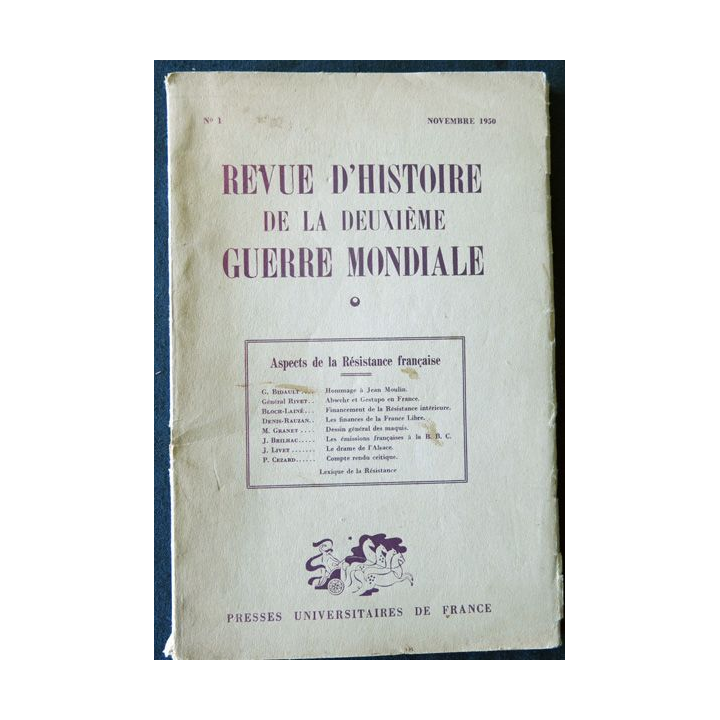 N° 1 NOVEMBRE 1950
REVUE D'HISTOIRE
DE LA DEUXIÈME
GUERRE MONDIALE
Aspects de la Résistance française
G. BIDAULT .... Hommage à Jean Moulin.
Général RIVET.. Abwehr et Gestapo en France.
BLOCH-LAINÉ... Financement de la Résistance intérieure.
DENIS-RAUZAN.. Les finances de la France Libre.
M. GRANET .... Dessin général des maquis.
J. BRILHAC..... Les émissions françaises à la B. B. C.
J. LIVET ....... Le drame de l'Alsace.
P. CEZARD...... Compte rendu critique.
Lexique de la Résistance
PRESSES UNIVERSITAIRES DE FRANCE